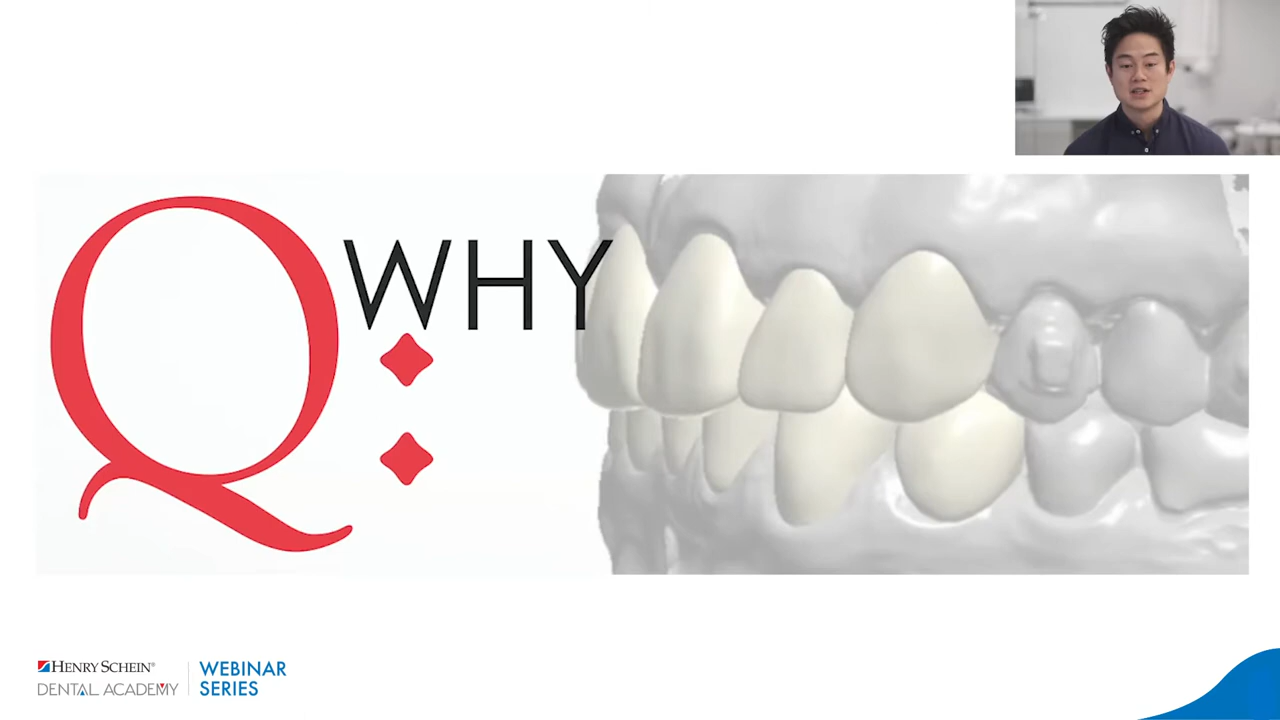 Q: WHY
HENRY SCHEIN®
DENTAL ACADEMY
WEBINAR
SERIES